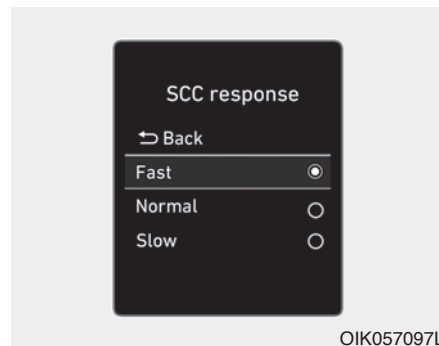 SCC response
Back
Fast
Normal
Slow
OIK057097L